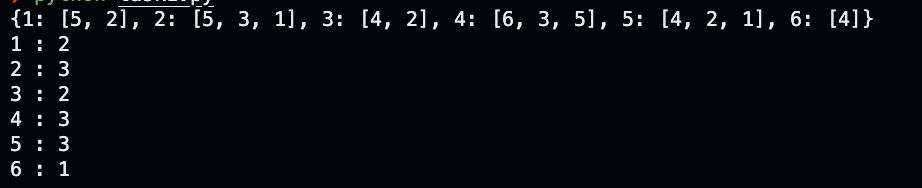 {1: [5, 2], 2: [5, 3, 1], 3: [4, 2], 4: [6, 3, 5], 5: [4, 2, 1], 6: [4]}
1 : 2
2 : 3
3 : 2
4 : 3
5 : 3
6 : 1